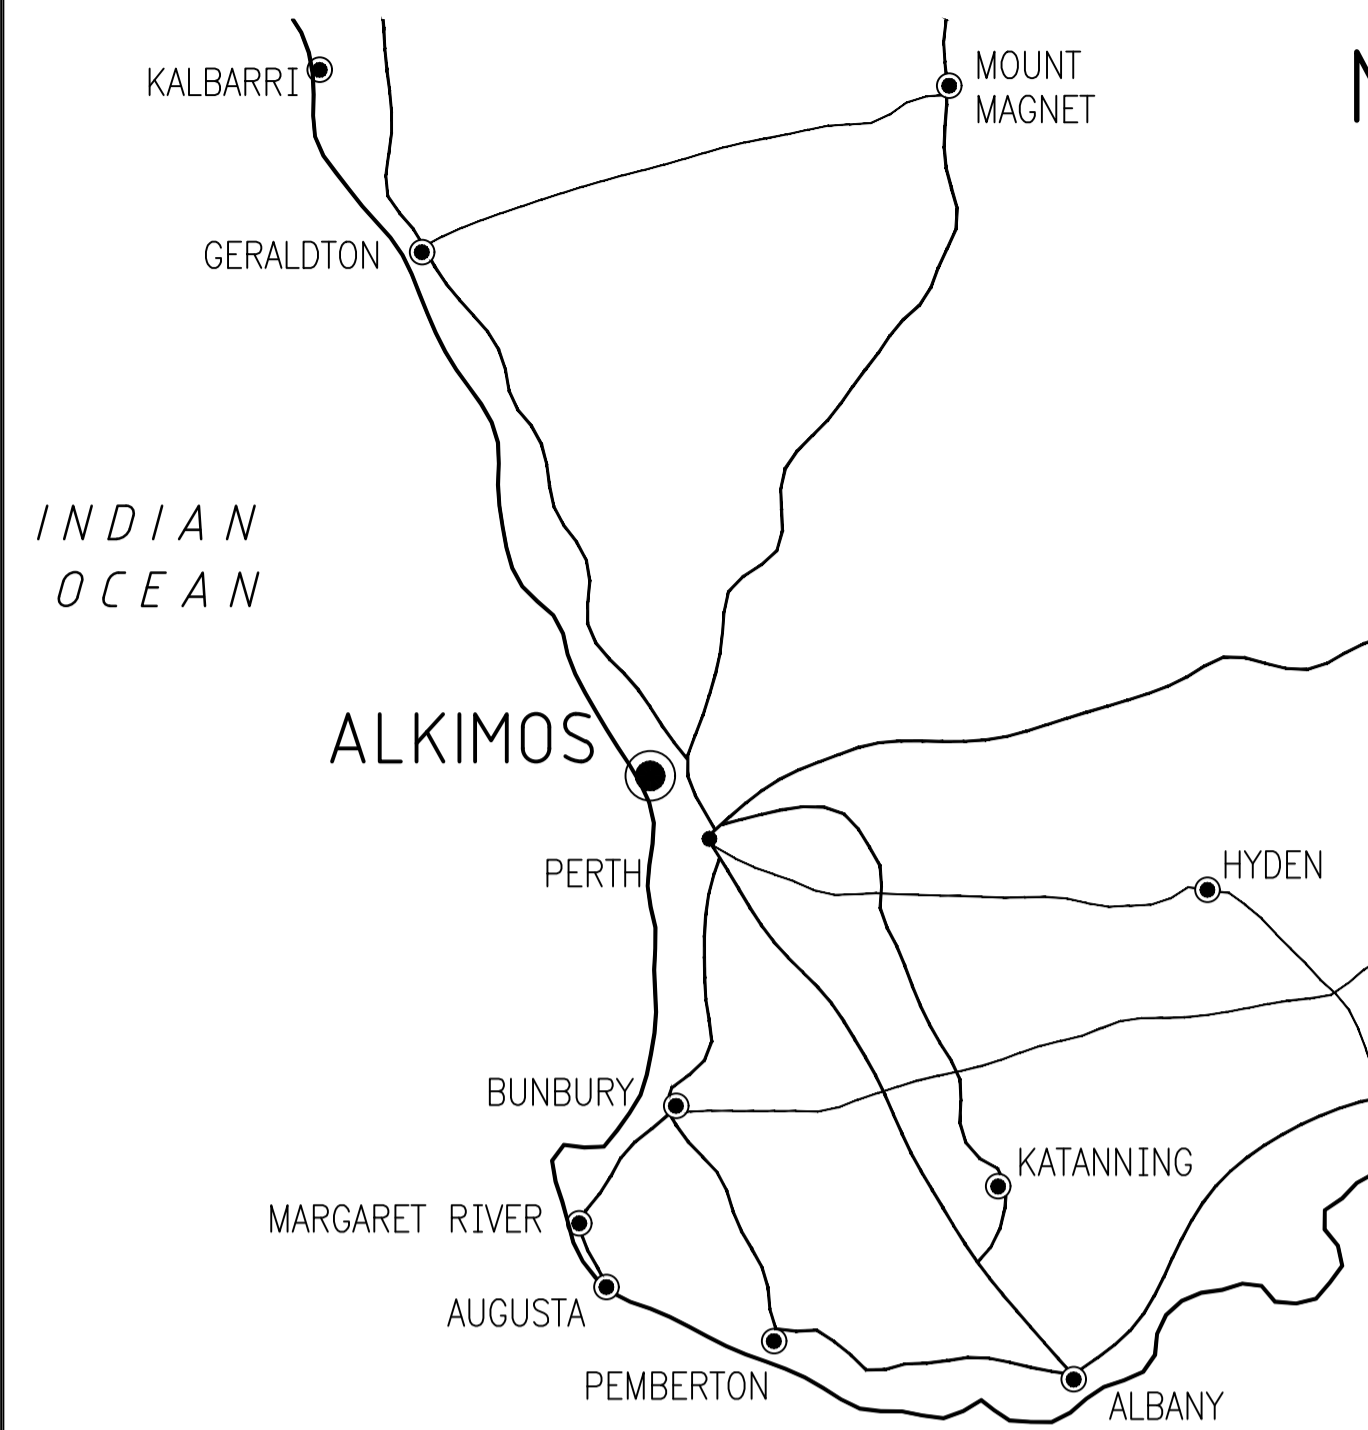 KALBARRI
MOUNT
MAGNET
GERALDTON
INDIAN
OCEAN
ALKIMOS
PERTH
HYDEN
BUNBURY
KATANNING
MARGARET RIVER
AUGUSTA
PEMBERTON
ALBANY